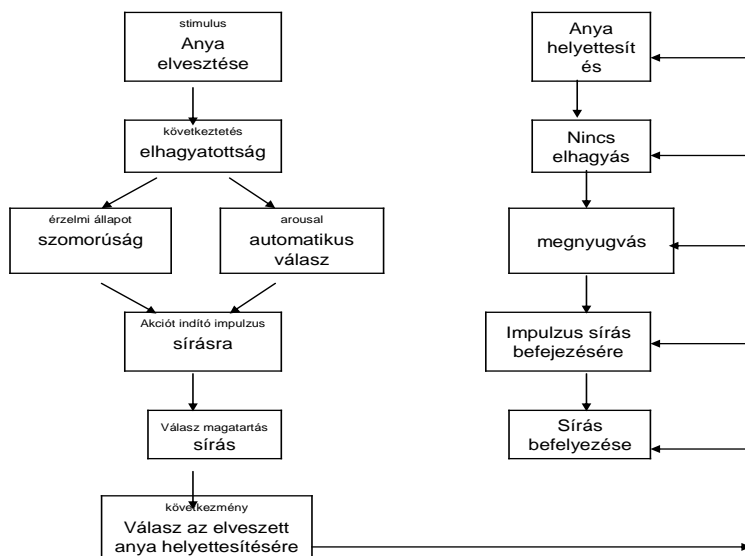 stimulus
Anya
elvesztése
következtetés
elhagyatottság
érzelmi állapot
szomorúság
arousal
automatikus
válasz
Akciót indító impulzus
sírásra
Válasz magatartás
sírás
következmény
Válasz az elveszett
anya helyettesítésére
Anya
helyettesít
és
Nincs
elhagyás
megnyugvás
Impulzus sírás
befejezésére
Sírás
befelyezése